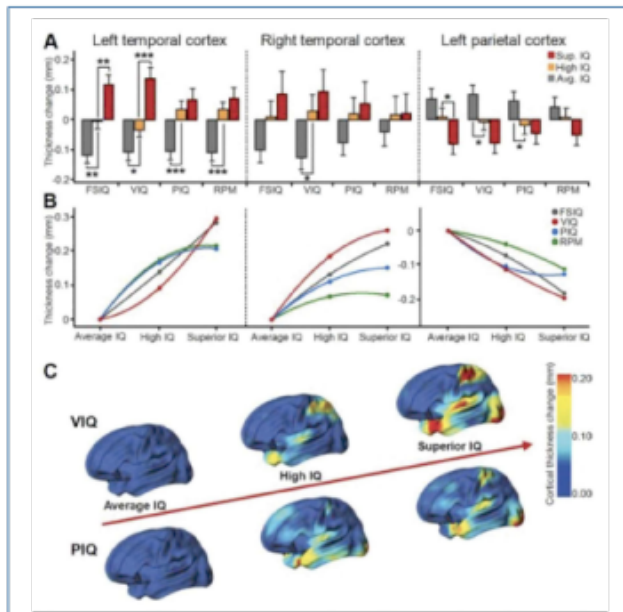 A Left temporal cortex Right temporal cortex Left parietal cortex
Thickness change (mm)
0.2
0.1
0
-0.1
-0.2
** ***
** * *** ***
*
* * *
Sup. IQ
High IQ
Avg. IQ
FSIQ VIQ PIQ RPM FSIQ VIQ PIQ RPM FSIQ VIQ PIQ RPM
B
Thickness change (mm)
0.3
0.2
0.1
0
0
-0.1
-0.2
FSIQ
VIQ
PIQ
RPM
Average IQ High IQ Superior IQ Average IQ High IQ Superior IQ Average IQ High IQ Superior IQ
C
VIQ
Average IQ
High IQ
Superior IQ
PIQ
Cortical thickness change (mm)
0.20
0.10
0.00